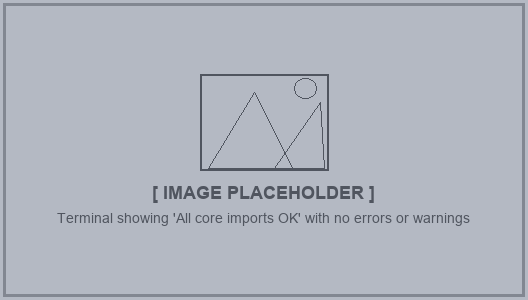 [ IMAGE PLACEHOLDER ]
Terminal showing 'All core imports OK' with no errors or warnings